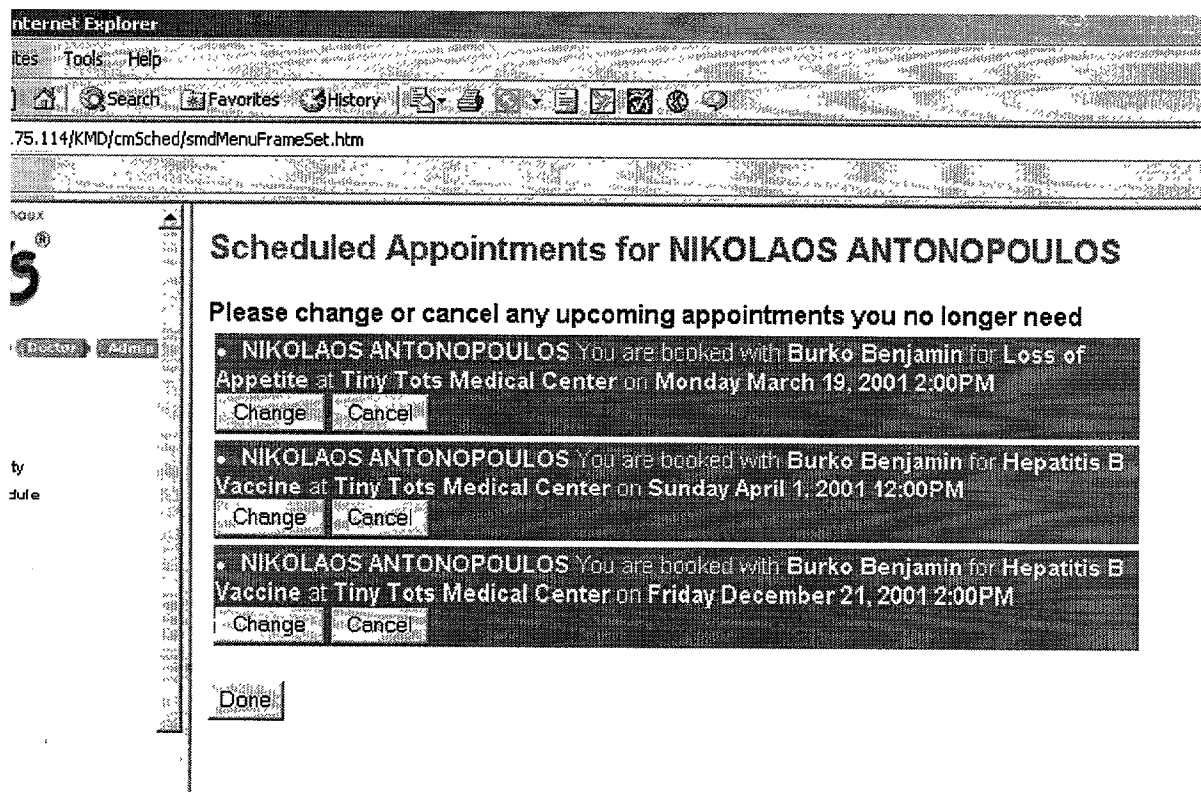 nternet Explorer
ites Tools Help
Search Favorites History
.75.114/KMD/cmSched/smdMenuFrameSet.htm
s®
Doctor Admin
ty
dule
Scheduled Appointments for NIKOLAOS ANTONOPOULOS
Please change or cancel any upcoming appointments you no longer need
• NIKOLAOS ANTONOPOULOS You are booked with Burko Benjamin for Loss of
Appetite at Tiny Tots Medical Center on Monday March 19, 2001 2:00PM
Change Cancel
• NIKOLAOS ANTONOPOULOS You are booked with Burko Benjamin for Hepatitis B
Vaccine at Tiny Tots Medical Center on Sunday April 1, 2001 12:00PM
Change Cancel
• NIKOLAOS ANTONOPOULOS You are booked with Burko Benjamin for Hepatitis B
Vaccine at Tiny Tots Medical Center on Friday December 21, 2001 2:00PM
Change Cancel
Done